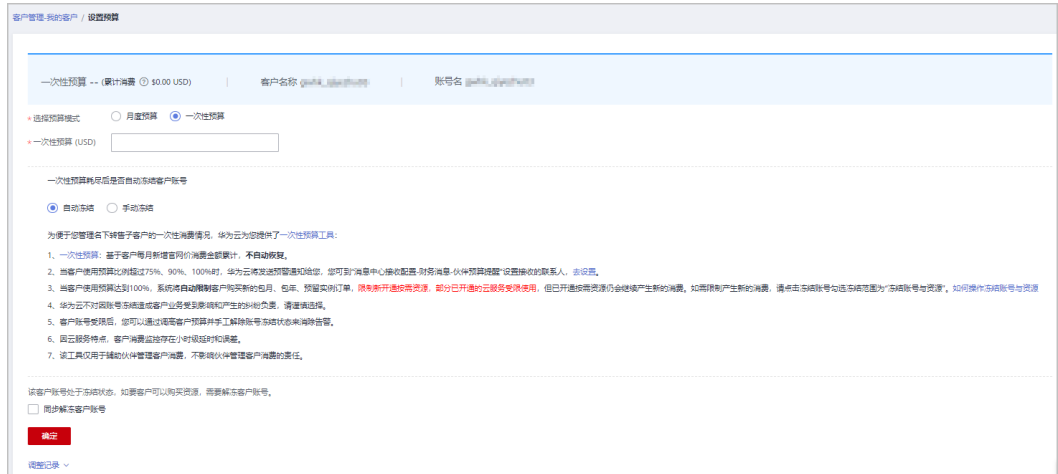 客户管理-我的客户 / 设置预算
一次性预算 -- (累计消费 ? $0.00 USD) 客户名称 账号名
* 选择预算模式 月度预算 一次性预算
* 一次性预算 (USD)
一次性预算耗尽后是否自动冻结客户账号
自动冻结 手动冻结
为便于您管理名下转售子客户的一次性消费情况，华为云为您提供了一次性预算工具：
1、一次性预算：基于客户每月新增官网价消费金额累计，不自动恢复。
2、当客户使用预算比例超过75%、90%、100%时，华为云将发送预警通知给您，您可到“消息中心接收配置-财务消息-伙伴预算提醒”设置接收的联系人，去设置。
3、当客户使用预算达到100%，系统将自动限制客户购买新的包月、包年、预留实例订单，限制新开通按需资源，部分已开通的云服务受限使用，但已开通按需资源仍会继续产生新的消费。如需限制产生新的消费，请点击冻结账号勾选冻结范围为“冻结账号与资源”。如何操作冻结账号与资源
4、华为云不对因账号冻结造成客户业务受到影响和产生的纠纷负责，请谨慎选择。
5、客户账号受限后，您可以通过调高客户预算并手工解除账号冻结状态来消除告警。
6、因云服务特点，客户消费监控存在小时级延时和误差。
7、该工具仅用于辅助伙伴管理客户消费，不影响伙伴管理客户消费的责任。
该客户账号处于冻结状态，如要客户可以购买资源，需要解冻客户账号。
同步解冻客户账号
确定
调整记录